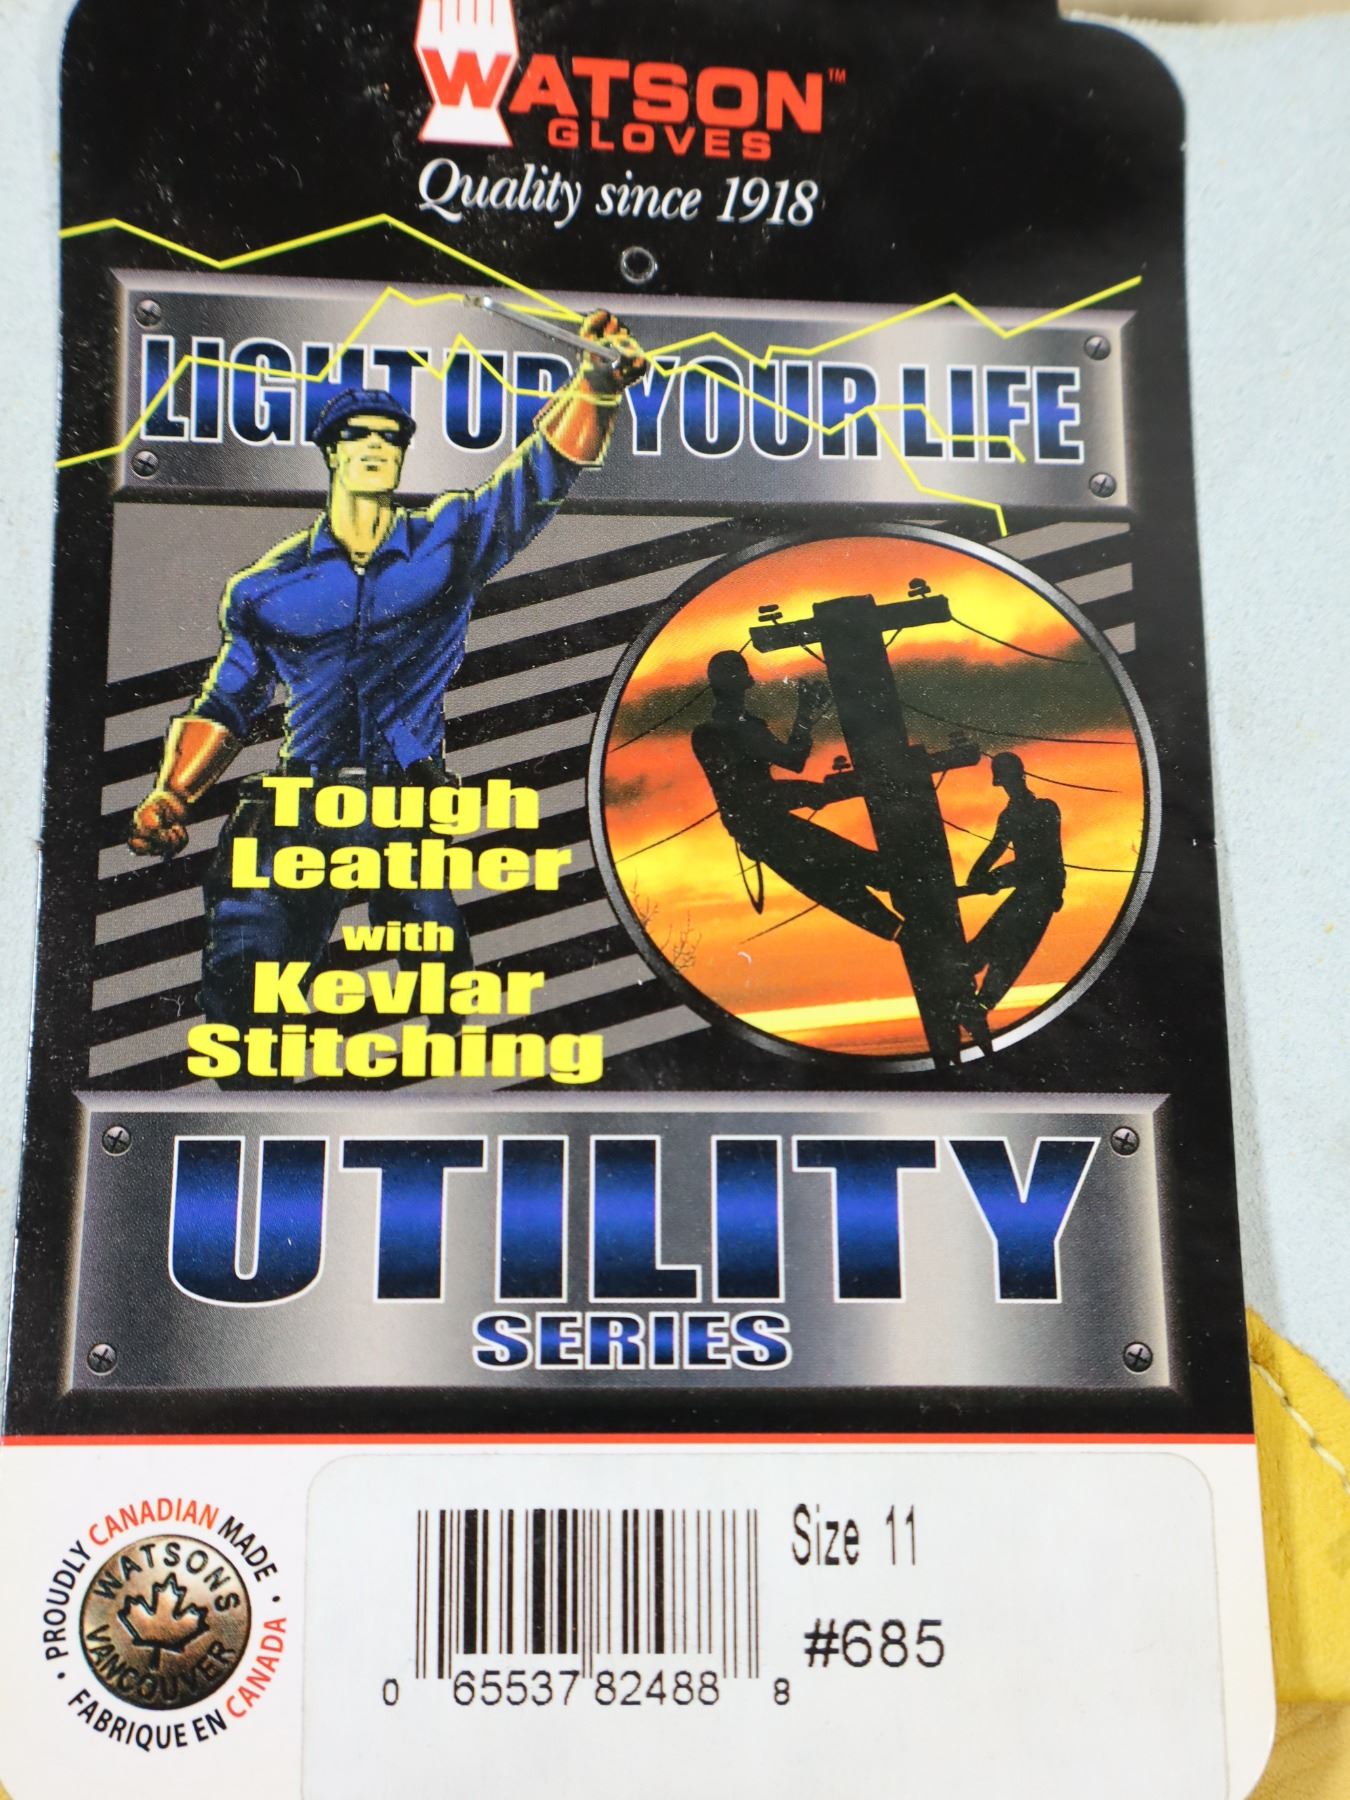 WATSON™
GLOVES
Quality since 1918
LIGHT UP YOUR LIFE
Tough
Leather
with
Kevlar
Stitching
UTILITY
SERIES
· PROUDLY CANADIAN MADE ·
WATSONS
VANCOUVER
FABRIQUE EN CANADA
Size 11
#685
0 65537 82488 8